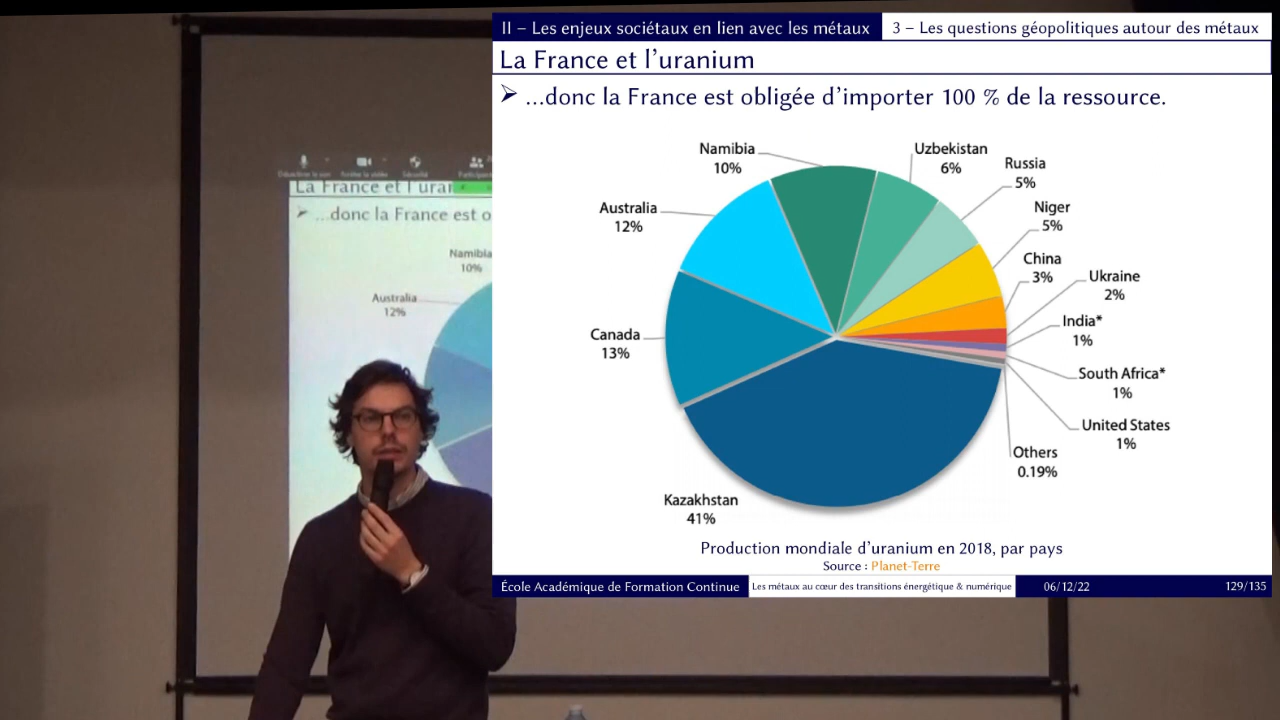 II – Les enjeux sociétaux en lien avec les métaux
3 – Les questions géopolitiques autour des métaux
La France et l'uranium
…donc la France est obligée d'importer 100 % de la ressource.
Namibia
10%
Uzbekistan
6%
Russia
5%
Australia
12%
Niger
5%
China
3%
Ukraine
2%
India*
1%
Canada
13%
South Africa*
1%
United States
1%
Others
0.19%
Kazakhstan
41%
Production mondiale d'uranium en 2018, par pays
Source : Planet-Terre
École Académique de Formation Continue
Les métaux au cœur des transitions énergétique & numérique
06/12/22
129/135
La France et l'uran
…donc la France est o
Namibia
10%
Australia
12%